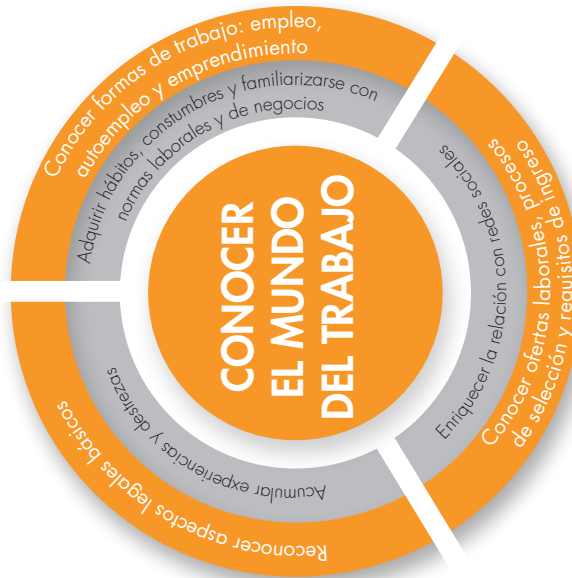 CONOCER
EL MUNDO
DEL TRABAJO
Conocer formas de trabajo: empleo,
autoempleo y emprendimiento
Adquirir hábitos, constumbres y familiarizarse con
normas laborales y de negocios
Conocer ofertas laborales, procesos
de selección y requisitos de ingreso
Enriquecer la relación con redes sociales
Reconocer aspectos legales básicos
Acumular experiencias y destrezas